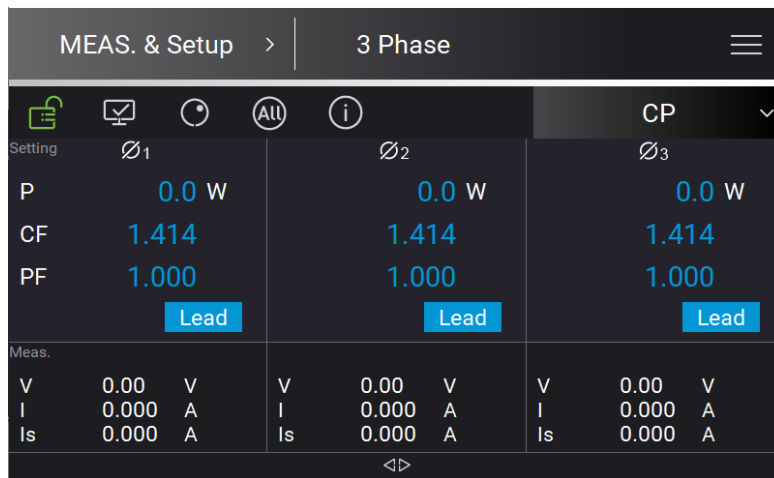 MEAS. & Setup > 3 Phase
All i CP
Setting Ø1 Ø2 Ø3
P 0.0 W 0.0 W 0.0 W
CF 1.414 1.414 1.414
PF 1.000 1.000 1.000
Lead Lead Lead
Meas.
V 0.00 V V 0.00 V V 0.00 V
I 0.000 A I 0.000 A I 0.000 A
Is 0.000 A Is 0.000 A Is 0.000 A